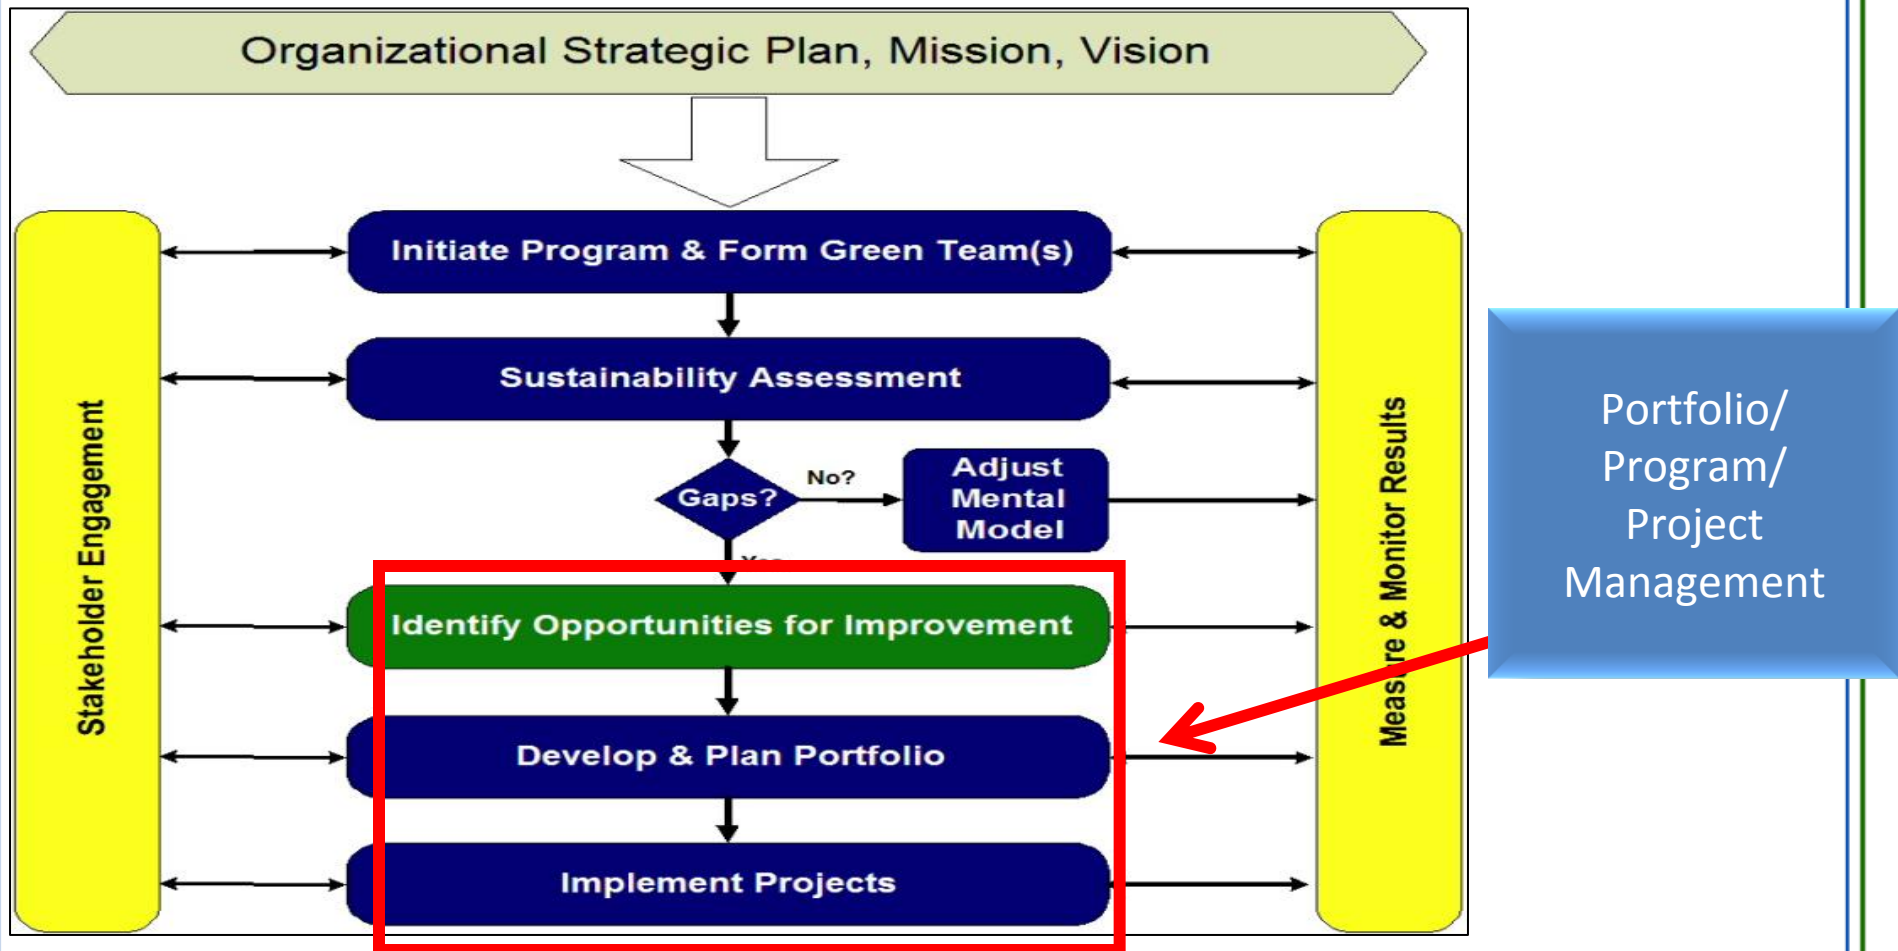 Organizational Strategic Plan, Mission, Vision
Stakeholder Engagement
Initiate Program & Form Green Team(s)
Sustainability Assessment
Gaps?
No?
Adjust
Mental
Model
Identify Opportunities for Improvement
Develop & Plan Portfolio
Implement Projects
Measure & Monitor Results
Portfolio/
Program/
Project
Management